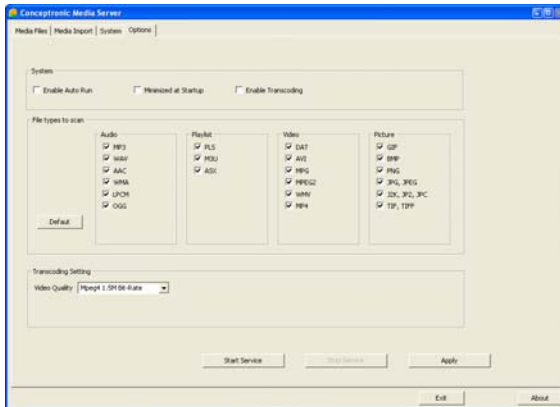 Conceptronic Media Server
Media Files Media Import System Options
System
Enable Auto Run Minimized at Startup Enable Transcoding
File types to scan
Audio
MP3
WAV
AAC
WMA
LPCM
OGG
Playlist
PLS
M3U
ASX
Video
DAT
AVI
MPG
MPEG2
WMV
MP4
Picture
GIF
BMP
PNG
JPG, JPEG
J2K, JP2, JPC
TIF, TIFF
Default
Transcoding Setting
Video Quality Mpeg4 1.5M Bit-Rate
Start Service Stop Service Apply
Exit About